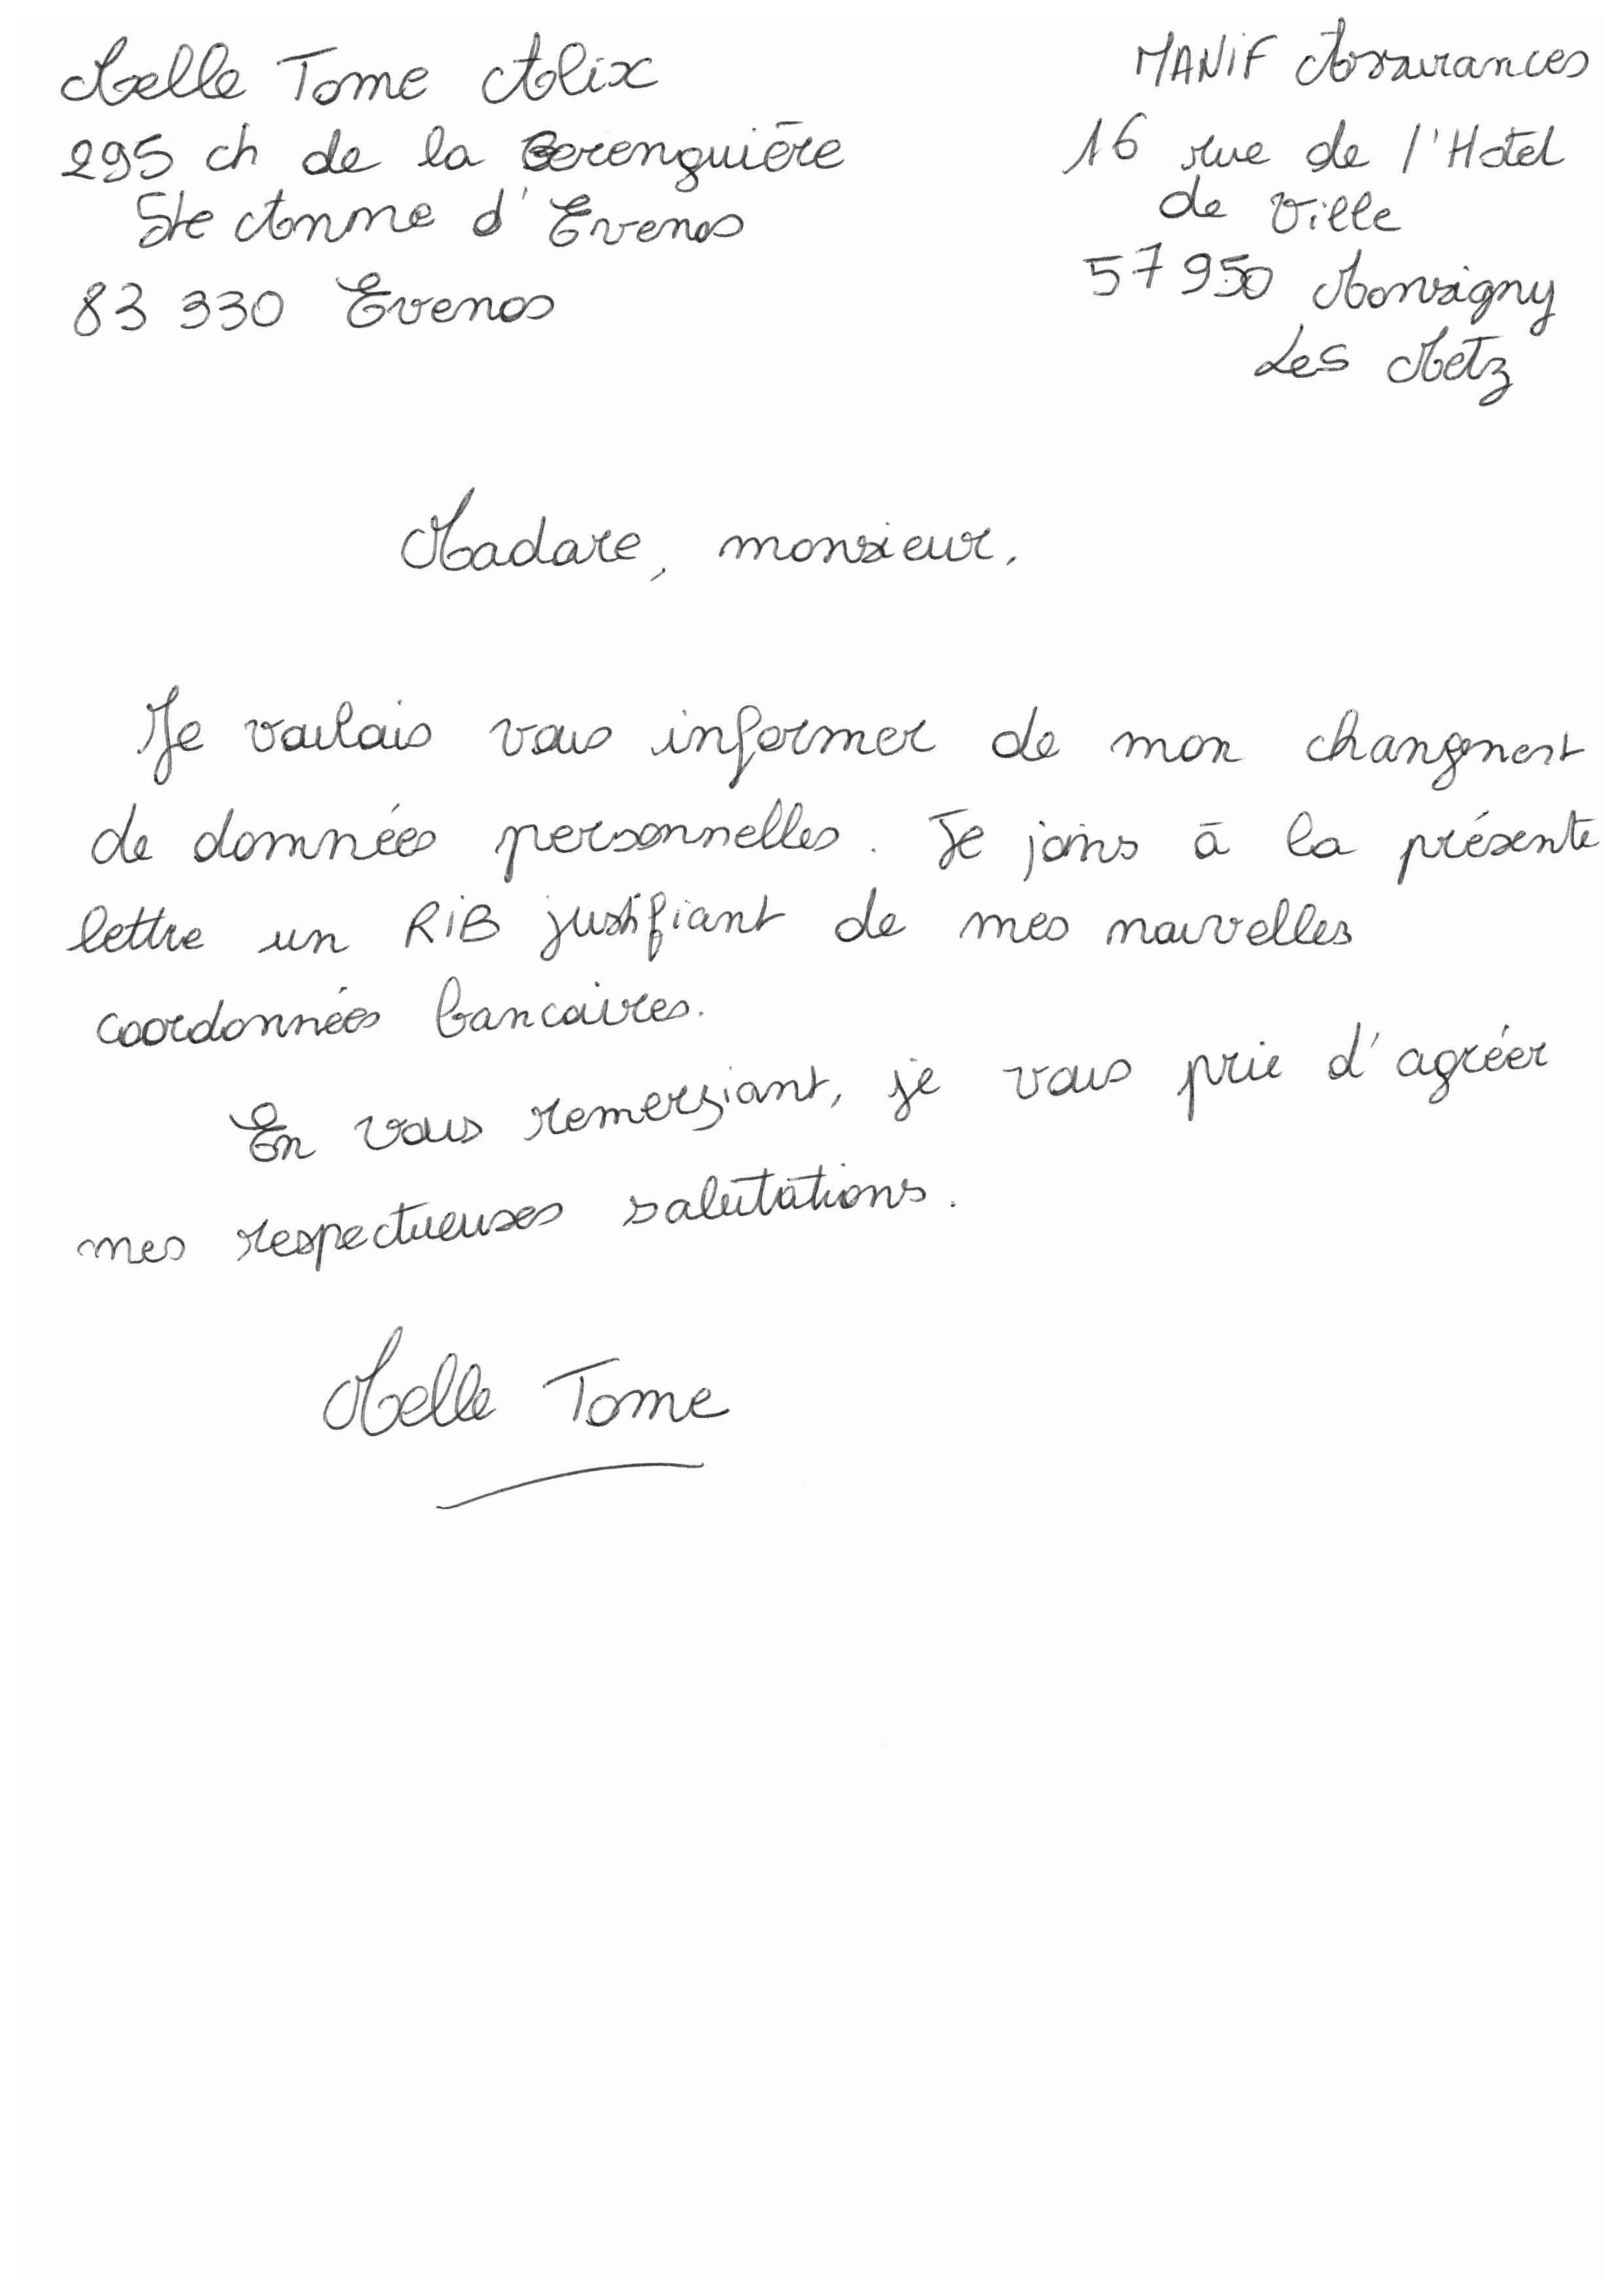 Melle Tome Alix
295 ch de la Berenguière
Ste Anne d'Evenos
83 330 Evenos
MANiF Assurances
16 rue de l'Hotel
de Ville
57950 Monsigny
Les Metz
Madame, monsieur,
Je voulais vous informer de mon changement
de données personnelles. Je joins à la présente
lettre un RiB justifiant de mes nouvelles
coordonnées bancaires.
En vous remerciant, je vous prie d'agréer
mes respectueuses salutations.
Melle Tome